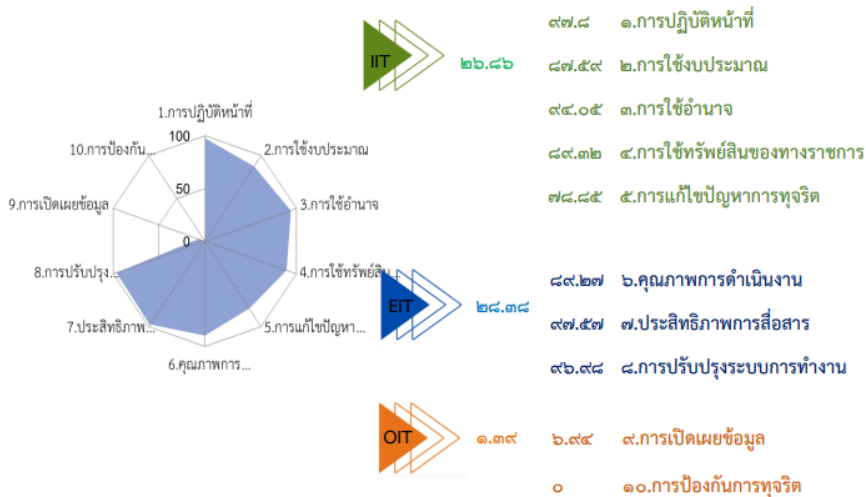 1.การปฏิบัติหน้าที่
100
2.การใช้งบประมาณ
10.การป้องกัน...
50
3.การใช้อำนาจ
9.การเปิดเผยข้อมูล
0
4.การใช้ทรัพย์สิน...
8.การปรับปรุง...
5.การแก้ไขปัญหา...
7.ประสิทธิภาพ...
6.คุณภาพการ...
IIT
๒๖.๘๖
๙๗.๘ ๑.การปฏิบัติหน้าที่
๘๗.๕๙ ๒.การใช้งบประมาณ
๙๔.๐๕ ๓.การใช้อำนาจ
๘๙.๓๒ ๔.การใช้ทรัพย์สินของทางราชการ
๗๘.๘๕ ๕.การแก้ไขปัญหาการทุจริต
EIT
๒๘.๓๘
๘๙.๒๗ ๖.คุณภาพการดำเนินงาน
๙๗.๕๗ ๗.ประสิทธิภาพการสื่อสาร
๙๖.๙๘ ๘.การปรับปรุงระบบการทำงาน
OIT
๑.๓๙
๖.๙๔ ๙.การเปิดเผยข้อมูล
๐ ๑๐.การป้องกันการทุจริต